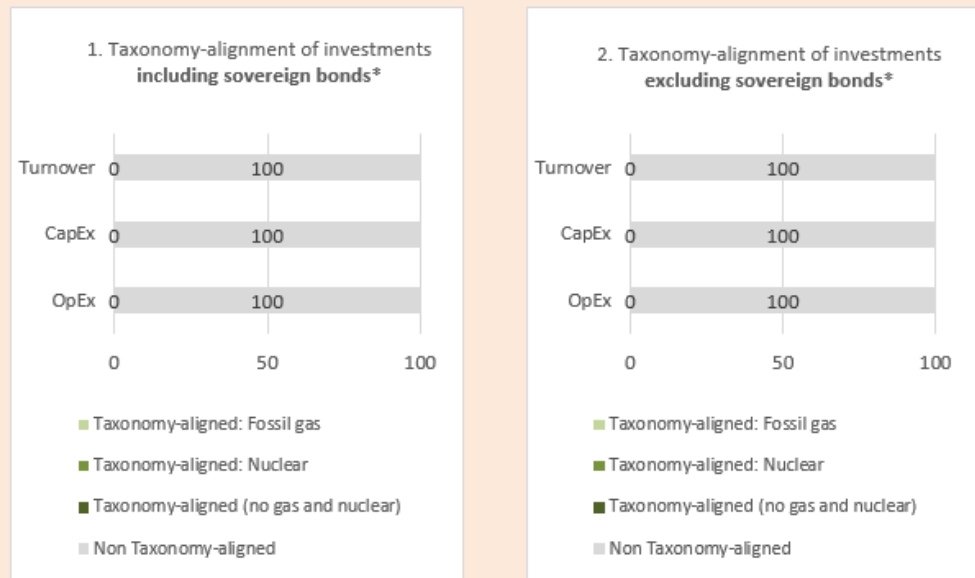 1. Taxonomy-alignment of investments
including sovereign bonds*
Turnover 0 100
CapEx 0 100
OpEx 0 100
0 50 100
Taxonomy-aligned: Fossil gas
Taxonomy-aligned: Nuclear
Taxonomy-aligned (no gas and nuclear)
Non Taxonomy-aligned
2. Taxonomy-alignment of investments
excluding sovereign bonds*
Turnover 0 100
CapEx 0 100
OpEx 0 100
0 50 100
Taxonomy-aligned: Fossil gas
Taxonomy-aligned: Nuclear
Taxonomy-aligned (no gas and nuclear)
Non Taxonomy-aligned